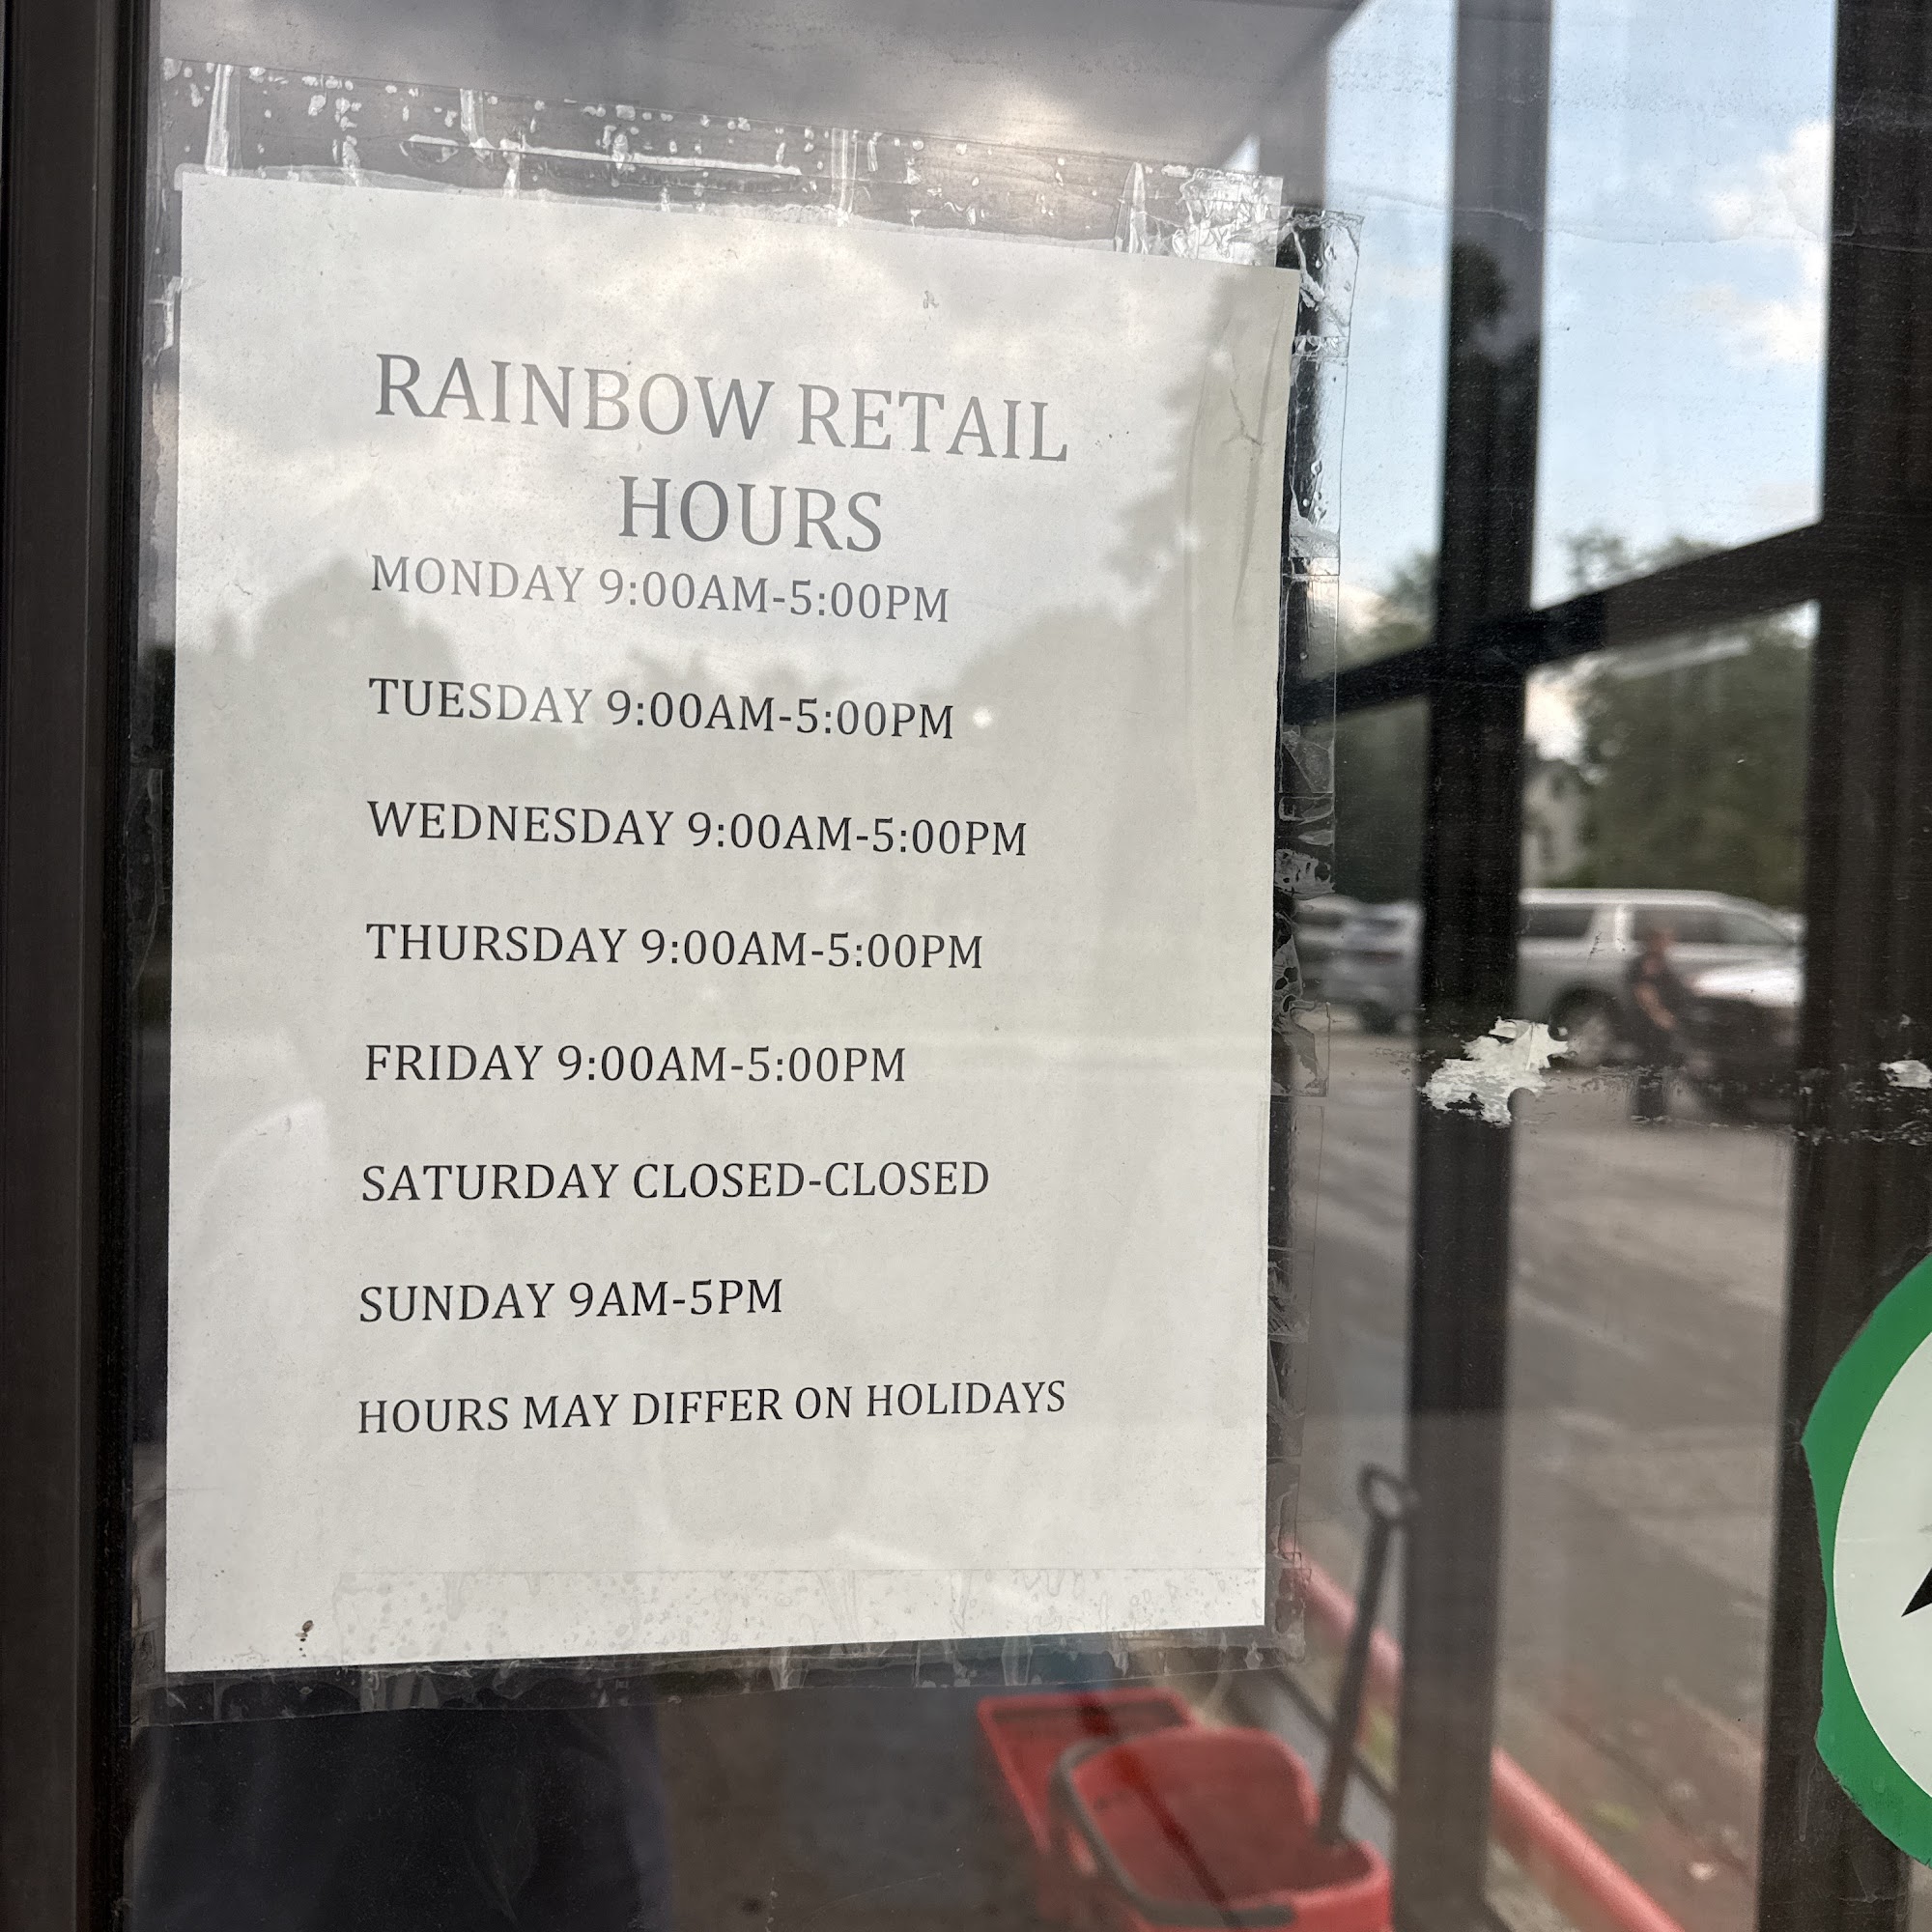 RAINBOW RETAIL
HOURS
MONDAY 9:00AM-5:00PM
TUESDAY 9:00AM-5:00PM
WEDNESDAY 9:00AM-5:00PM
THURSDAY 9:00AM-5:00PM
FRIDAY 9:00AM-5:00PM
SATURDAY CLOSED-CLOSED
SUNDAY 9AM-5PM
HOURS MAY DIFFER ON HOLIDAYS